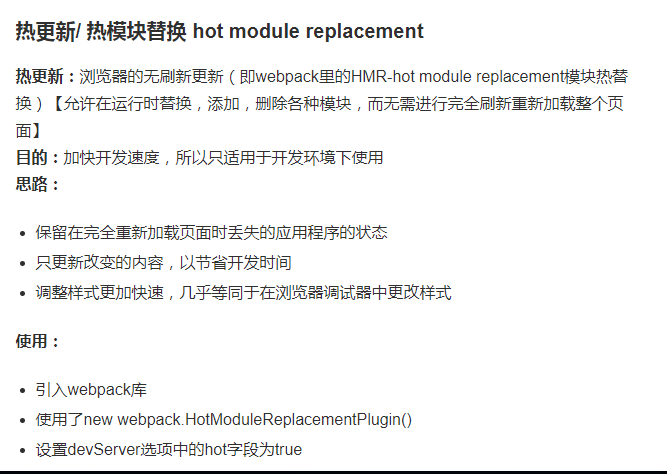 热更新/ 热模块替换 hot module replacement
热更新：浏览器的无刷新更新（即webpack里的HMR-hot module replacement模块热替
换）【允许在运行时替换，添加，删除各种模块，而无需进行完全刷新重新加载整个页
面】
目的：加快开发速度，所以只适用于开发环境下使用
思路：
保留在完全重新加载页面时丢失的应用程序的状态
只更新改变的内容，以节省开发时间
调整样式更加快速，几乎等同于在浏览器调试器中更改样式
使用：
引入webpack库
使用了new webpack.HotModuleReplacementPlugin()
设置devServer选项中的hot字段为true